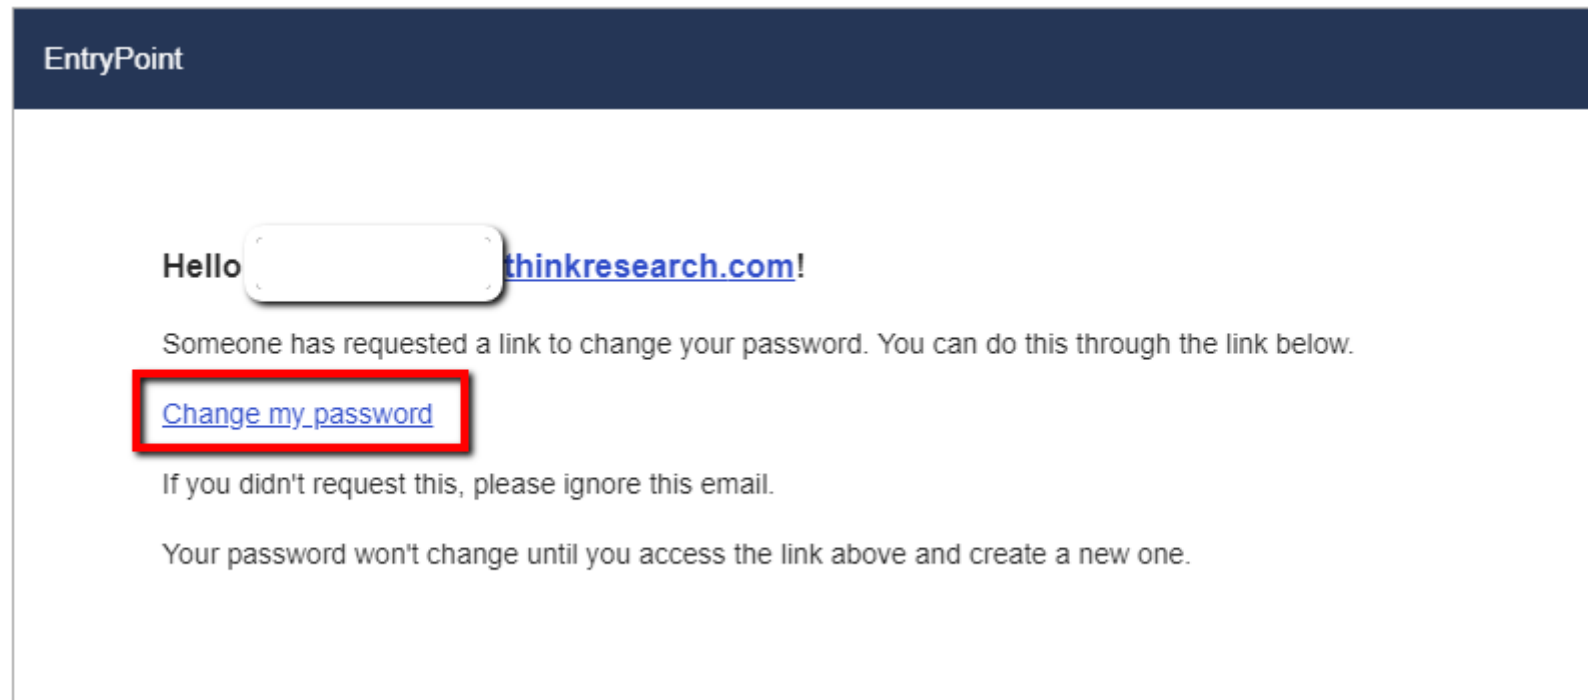 EntryPoint
Hello thinkresearch.com!
Someone has requested a link to change your password. You can do this through the link below.
Change my password
If you didn't request this, please ignore this email.
Your password won't change until you access the link above and create a new one.